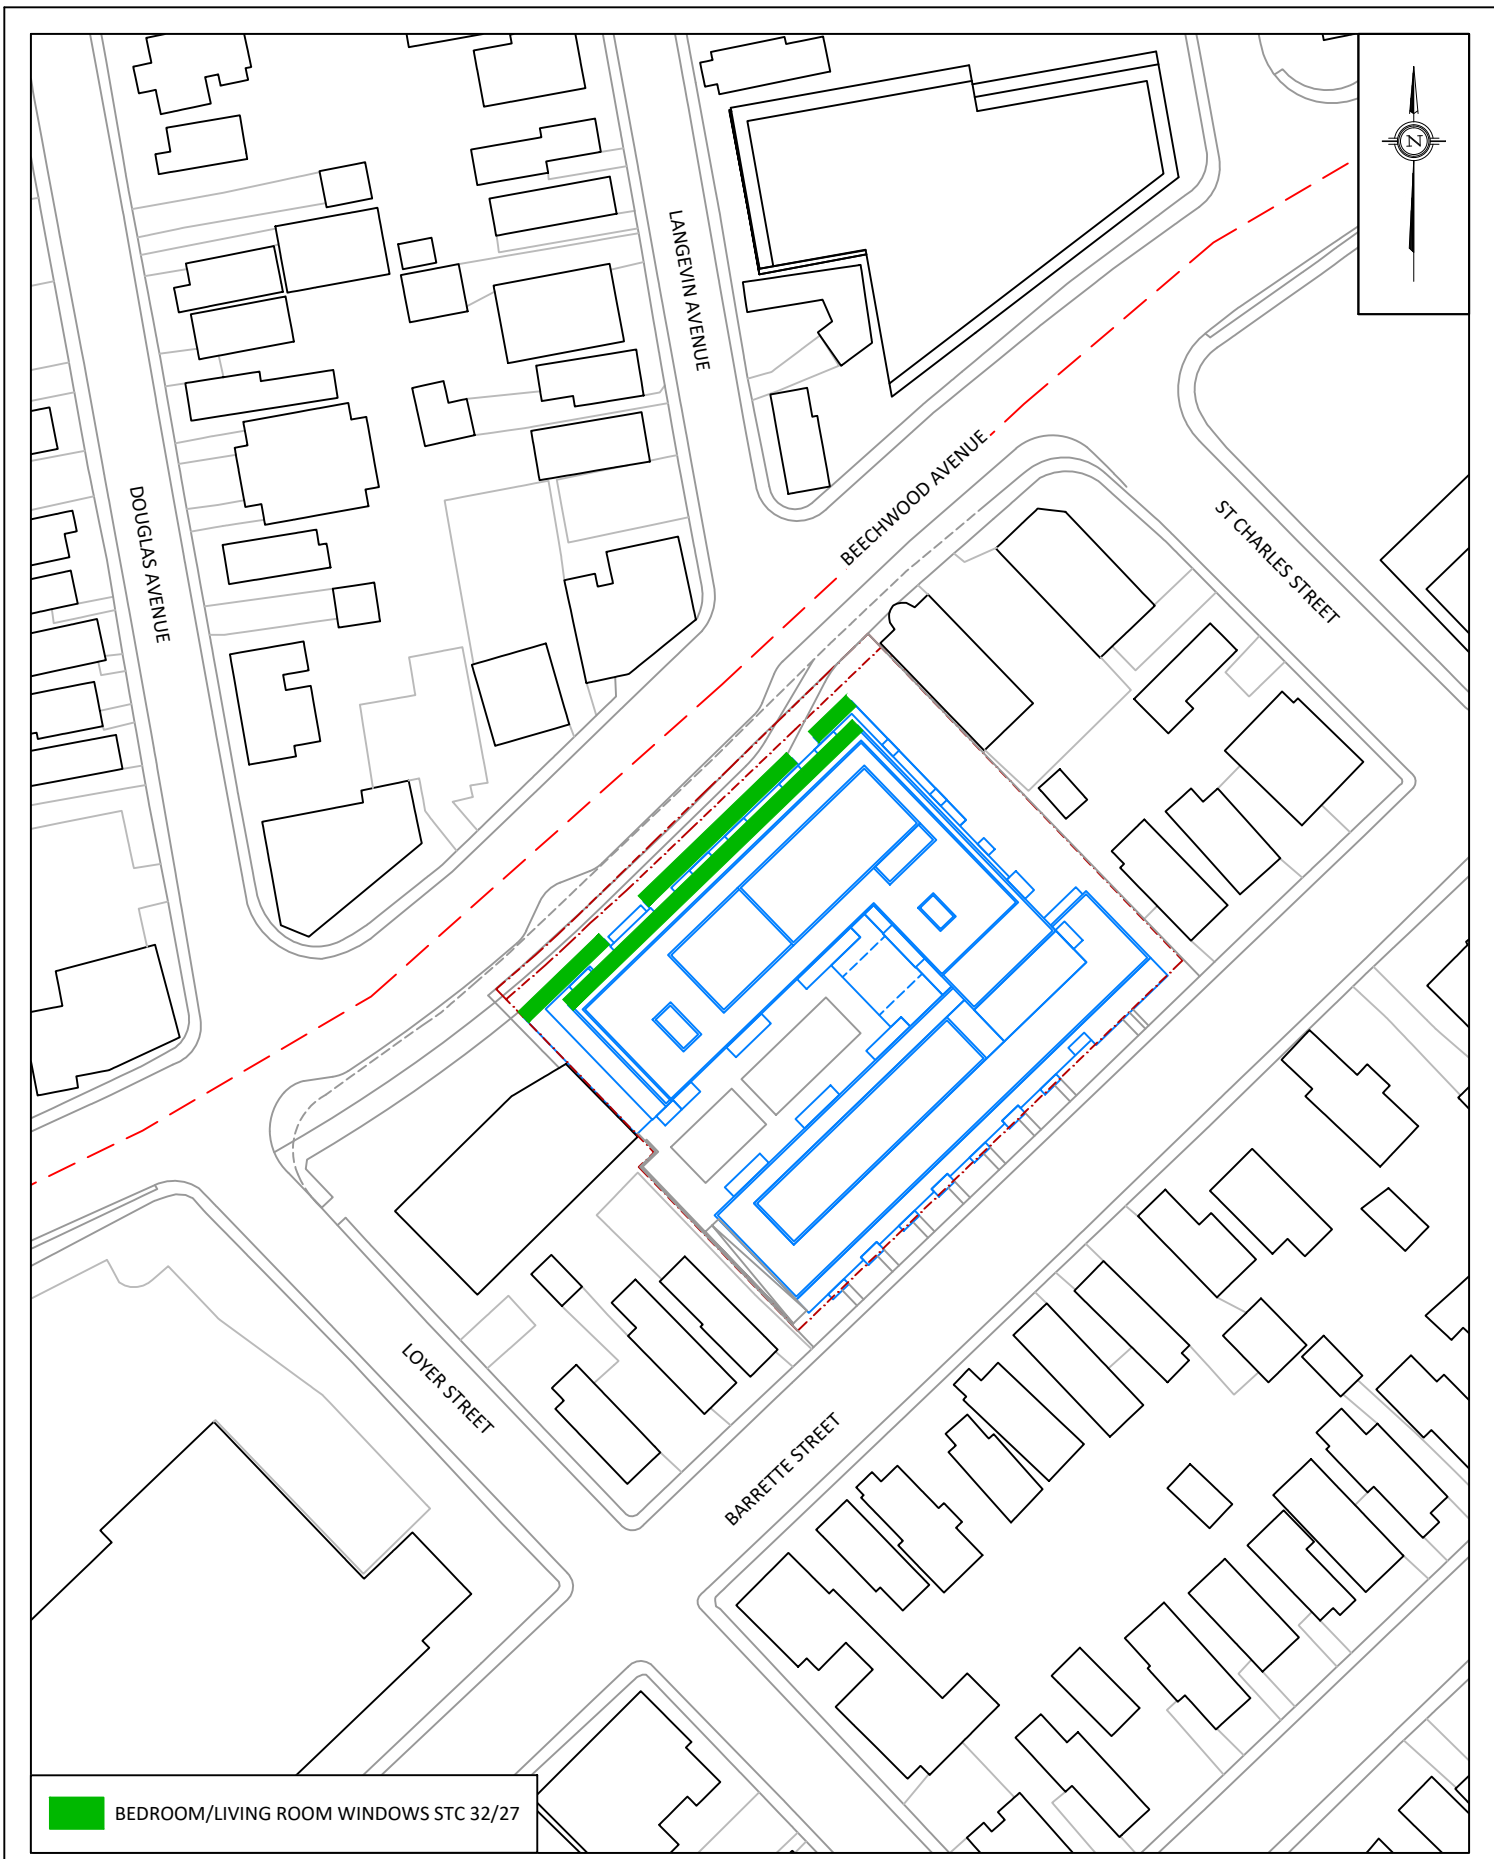 N
LANGEVIN AVENUE
BEECHWOOD AVENUE
DOUGLAS AVENUE
ST CHARLES STREET
LOYER STREET
BARRETTE STREET
BEDROOM/LIVING ROOM WINDOWS STC 32/27